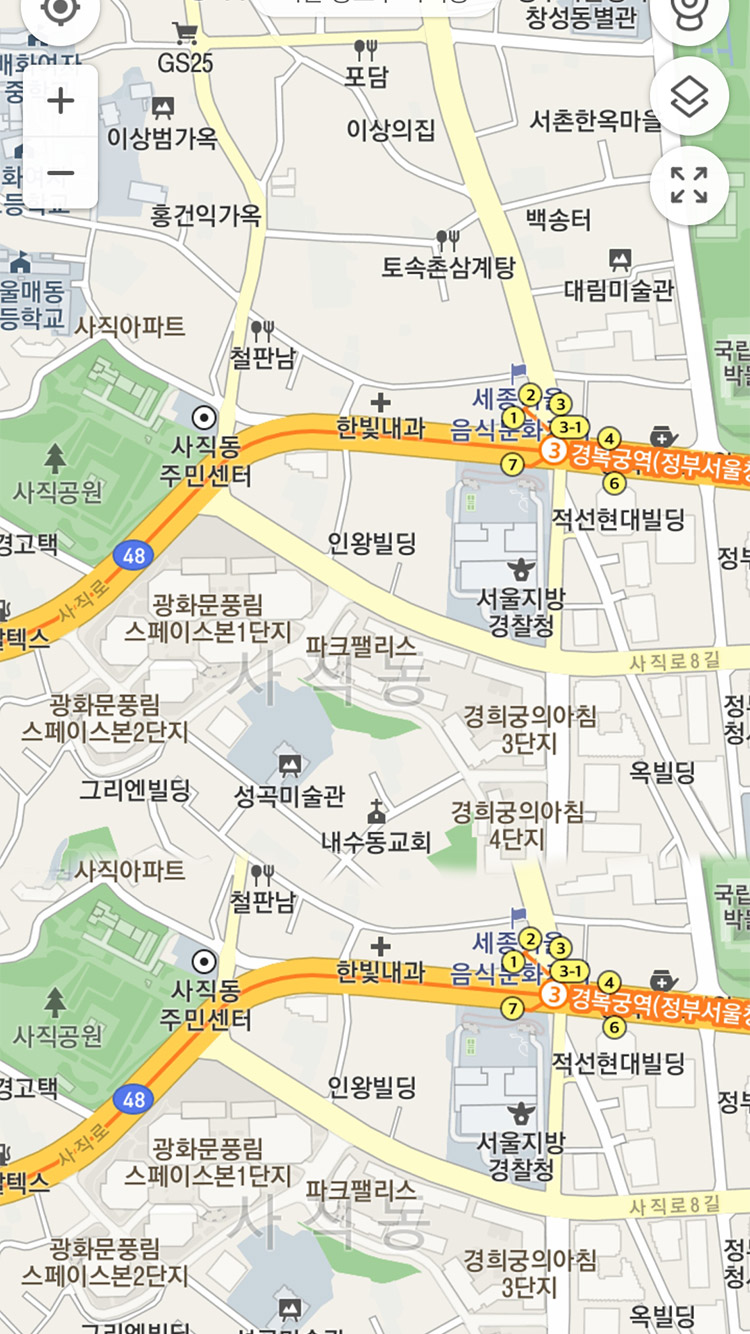 창성동별관
GS25
포담
이상범가옥
이상의집
서촌한옥마을
홍건익가옥
백송터
토속촌삼계탕
대림미술관
사직아파트
철판남
국립
2
3
세종
1
3-1
한빛내과
음식문화
4
3
경복궁역(정부서울
7
6
사직동
주민센터
사직공원
적선현대빌딩
경고택
인왕빌딩
48
서울지방
경찰청
사직로
광화문풍림
스페이스본1단지
파크팰리스
사직로8길
사직동
광화문풍림
스페이스본2단지
경희궁의아침
3단지
그리엔빌딩
성곡미술관
옥빌딩
내수동교회
경희궁의아침
4단지
사직아파트
철판남
국립
2
3
세종
1
3-1
한빛내과
음식문화
4
3
경복궁역(정부서울
7
6
사직동
주민센터
사직공원
적선현대빌딩
경고택
인왕빌딩
48
서울지방
경찰청
사직로
광화문풍림
스페이스본1단지
파크팰리스
사직로8길
사직동
광화문풍림
스페이스본2단지
경희궁의아침
3단지
옥빌딩